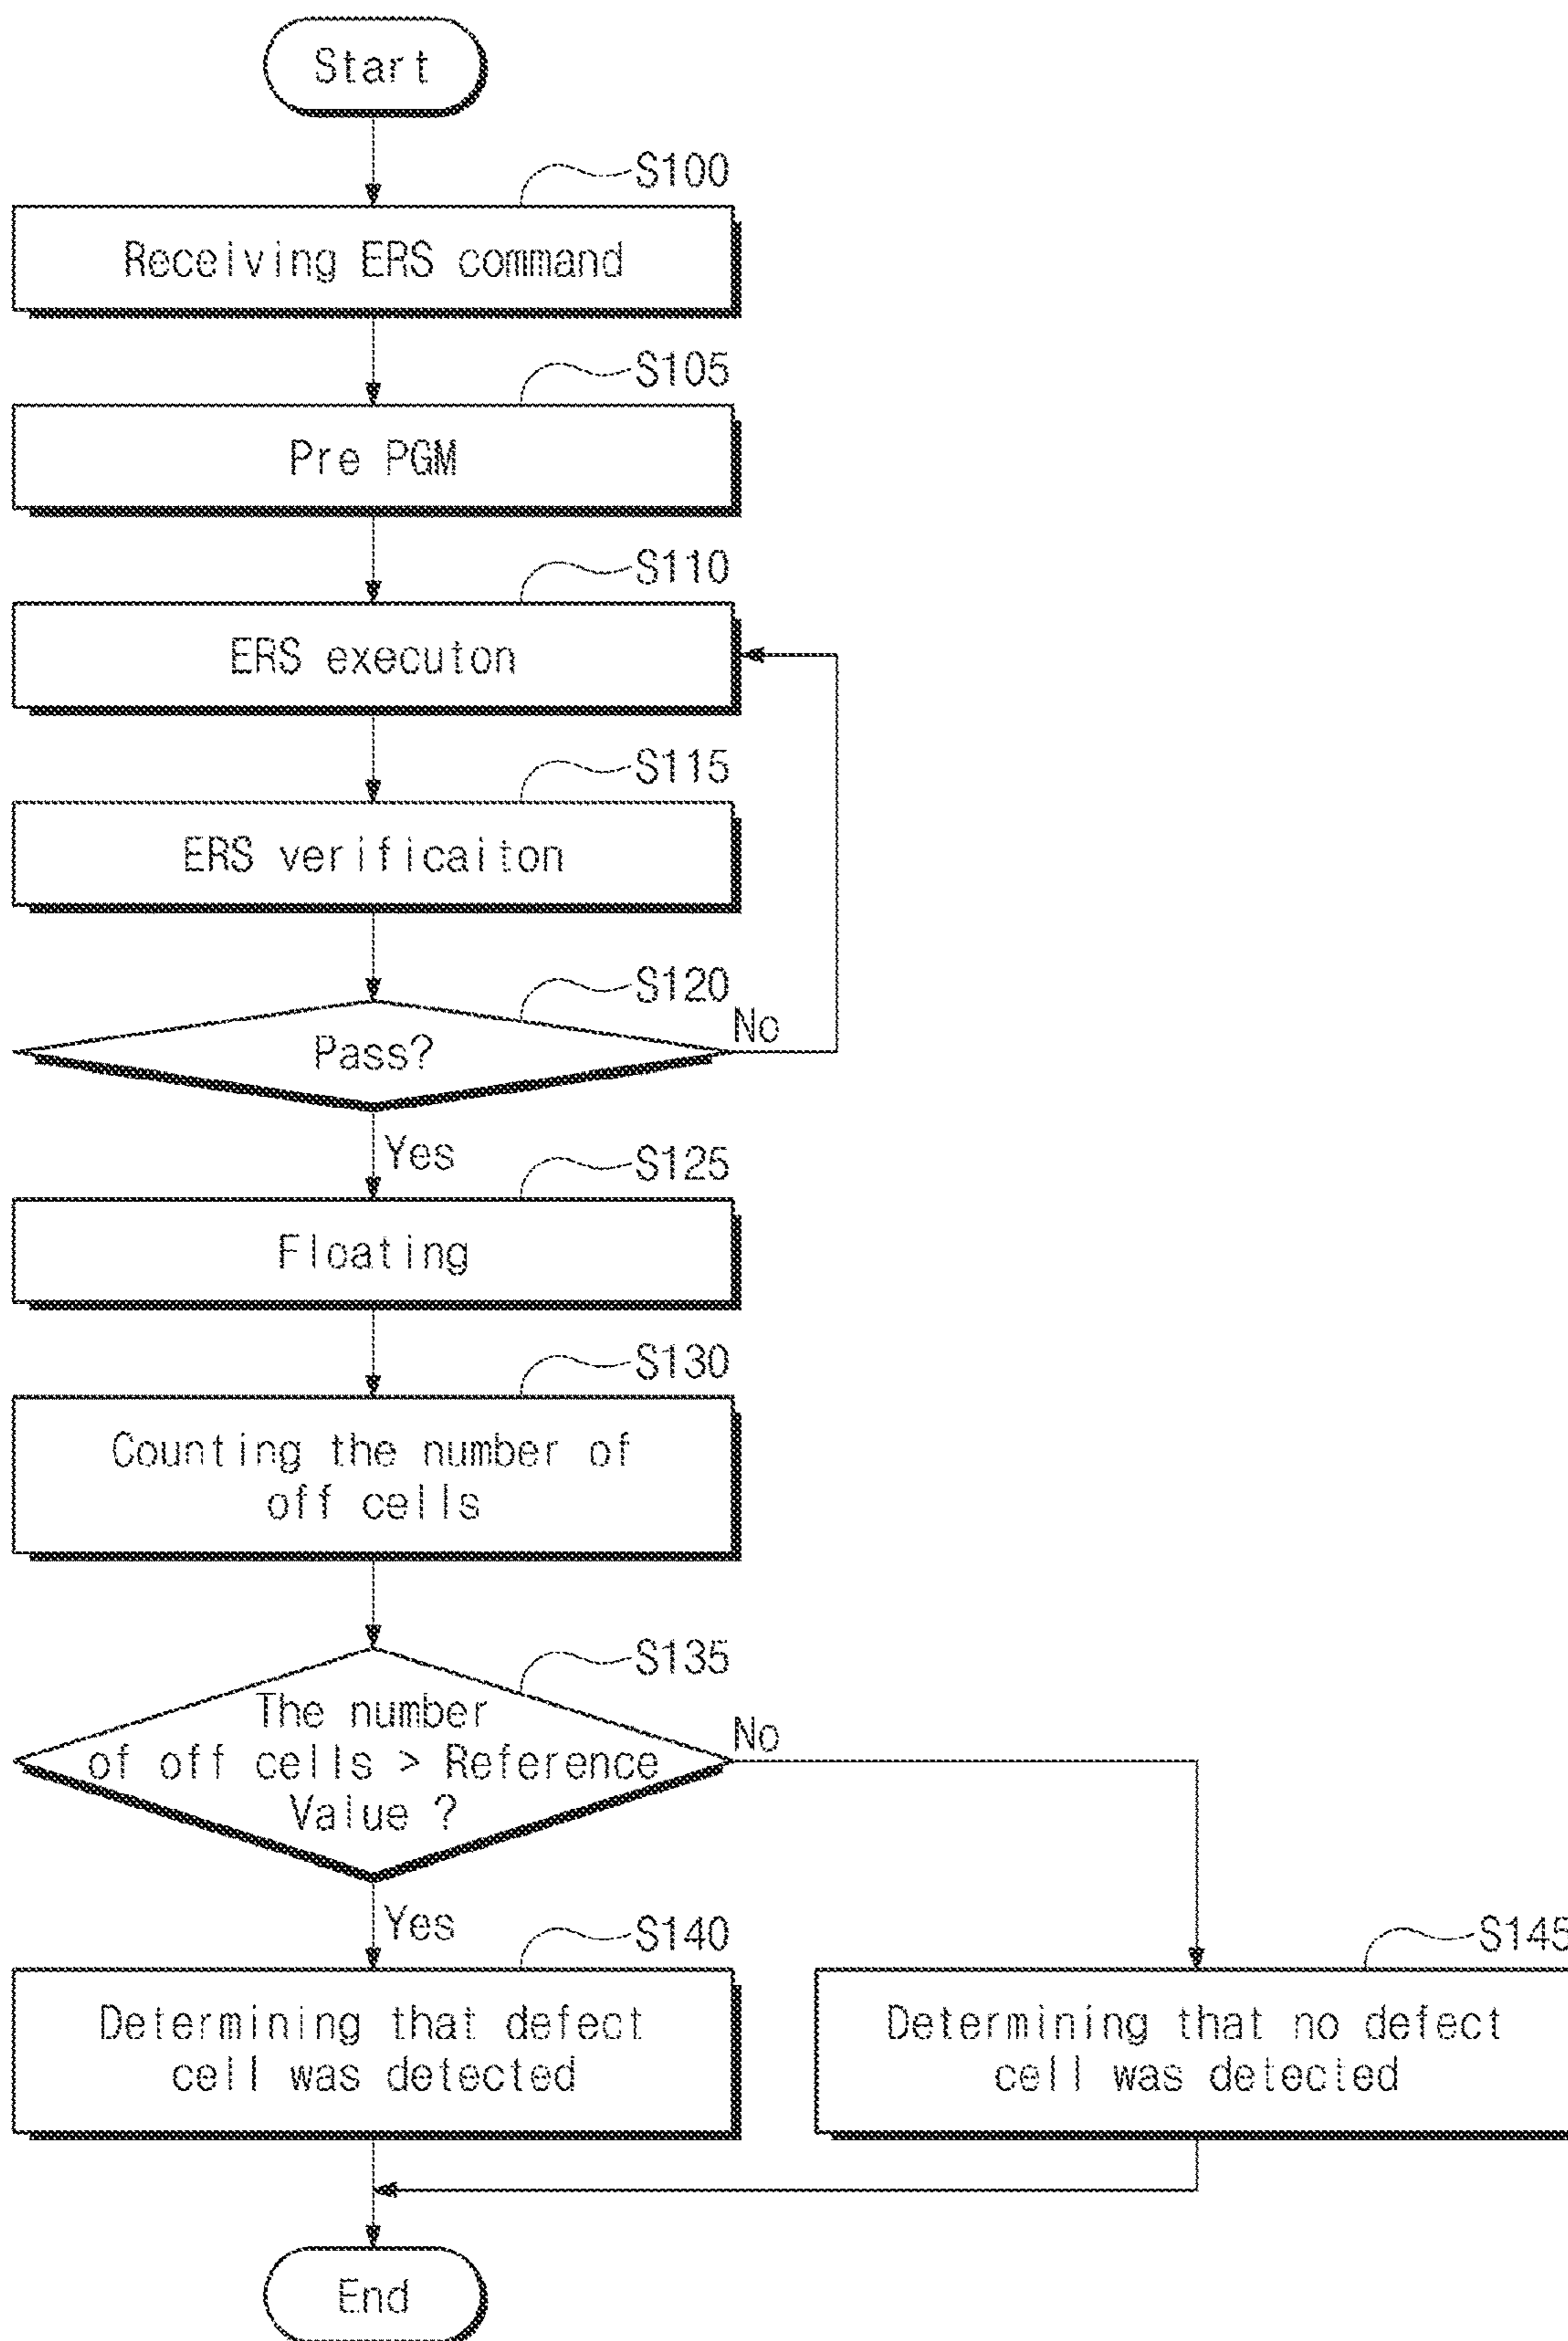 Start
S100
Receiving ERS command
S105
Pre PGM
S110
ERS executon
S115
ERS verificaiton
S120
Pass?
No
Yes
S125
Floating
S130
Counting the number of
off cells
S135
The number
of off cells > Reference
Value ?
No
Yes
S140
S145
Determining that defect
cell was detected
Determining that no defect
cell was detected
End